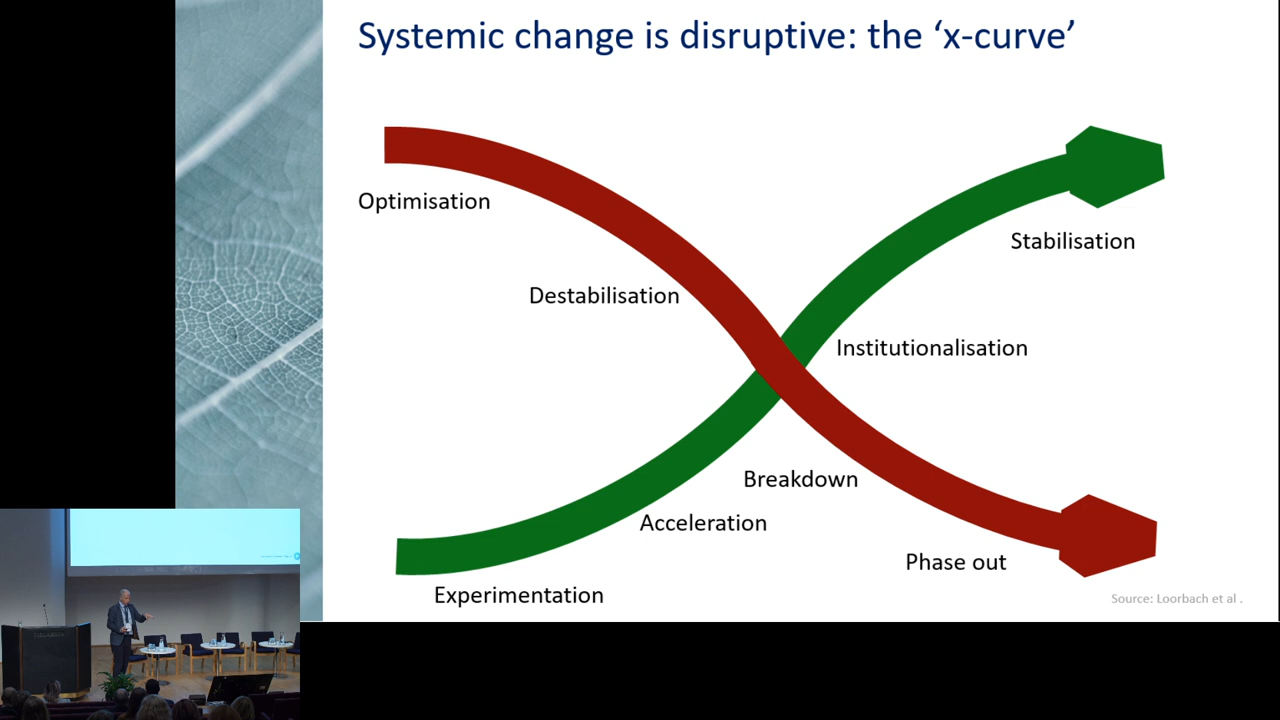 Systemic change is disruptive: the ‘x-curve’
Optimisation
Destabilisation
Stabilisation
Institutionalisation
Breakdown
Acceleration
Phase out
Experimentation
Source: Loorbach et al .